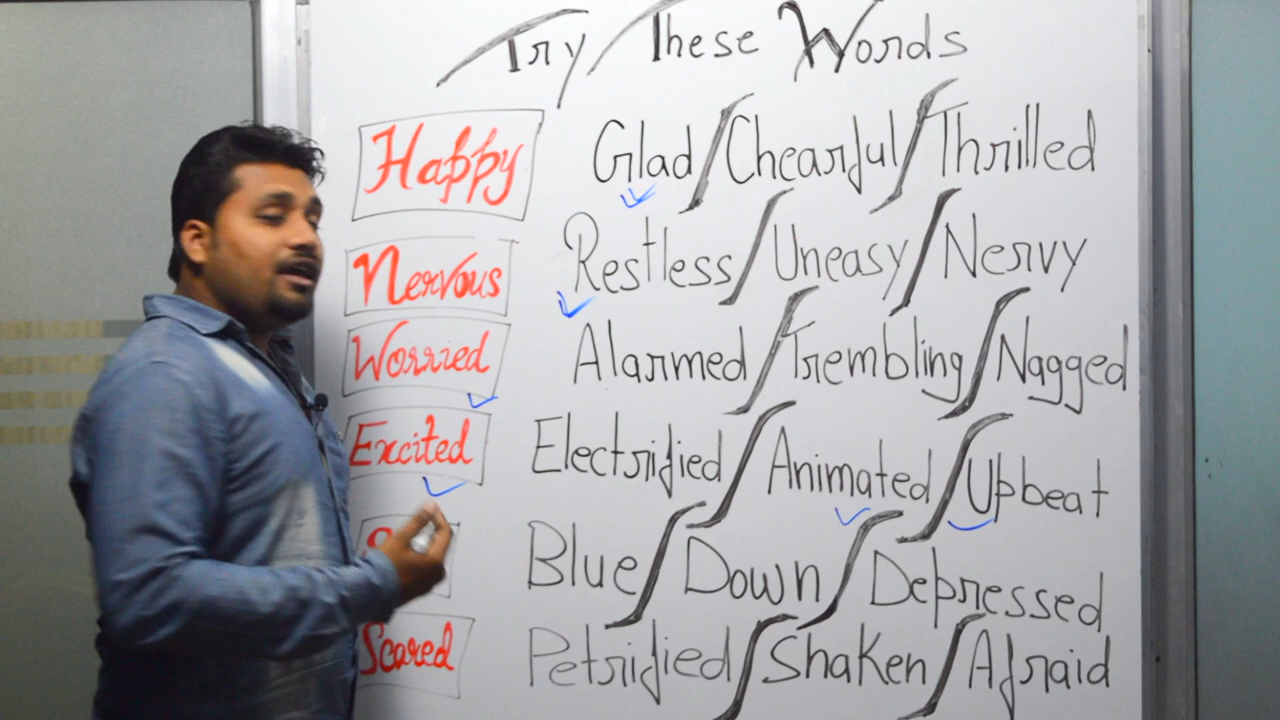 Try These Words
Happy Glad/Chearful/Thrilled
Nervous Restless/Uneasy/Nervy
Worried Alarmed/Trembling/Nagged
Excited Electrified/Animated/Upbeat
Blue/Down/Depressed
Scared Petrified/Shaken/Afraid